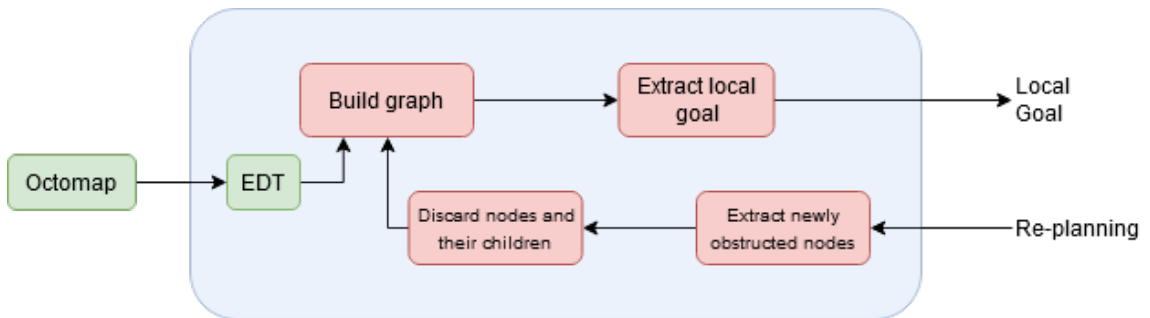 Build graph
Extract local
goal
Local
Goal
Octomap
EDT
Discard nodes and
their children
Extract newly
obstructed nodes
Re-planning